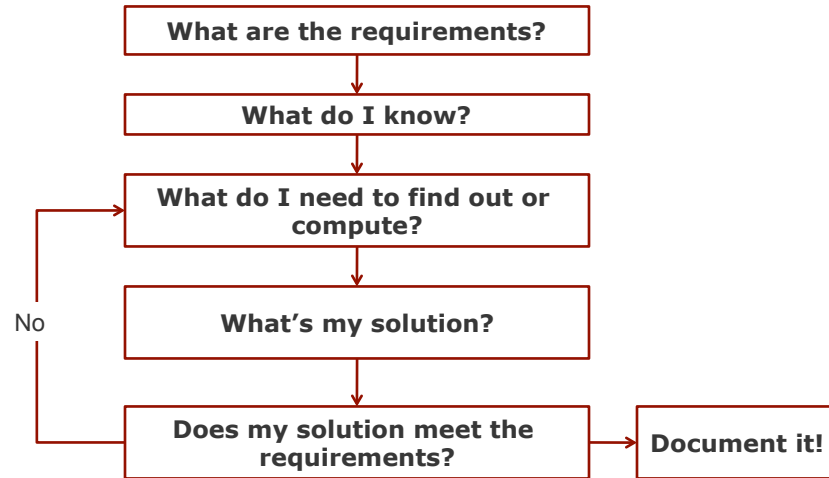 What are the requirements?
What do I know?
What do I need to find out or
compute?
No
What’s my solution?
Does my solution meet the
requirements?
Document it!